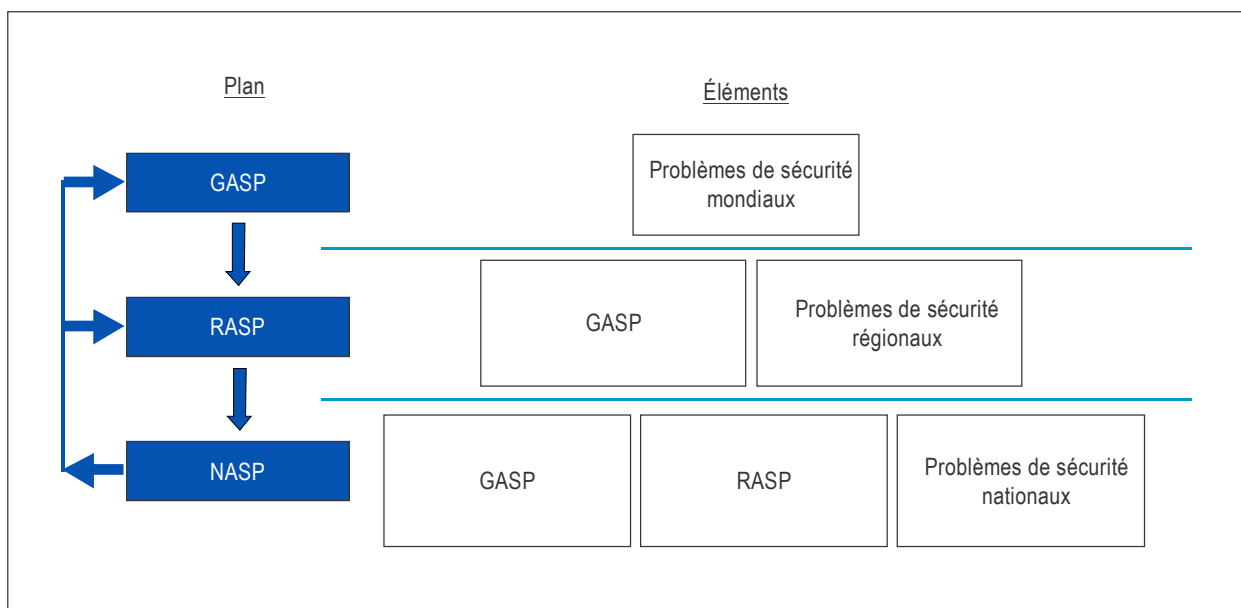 Plan
Éléments
GASP
Problèmes de sécurité
mondiaux
RASP
GASP
Problèmes de sécurité
régionaux
NASP
GASP
RASP
Problèmes de sécurité
nationaux